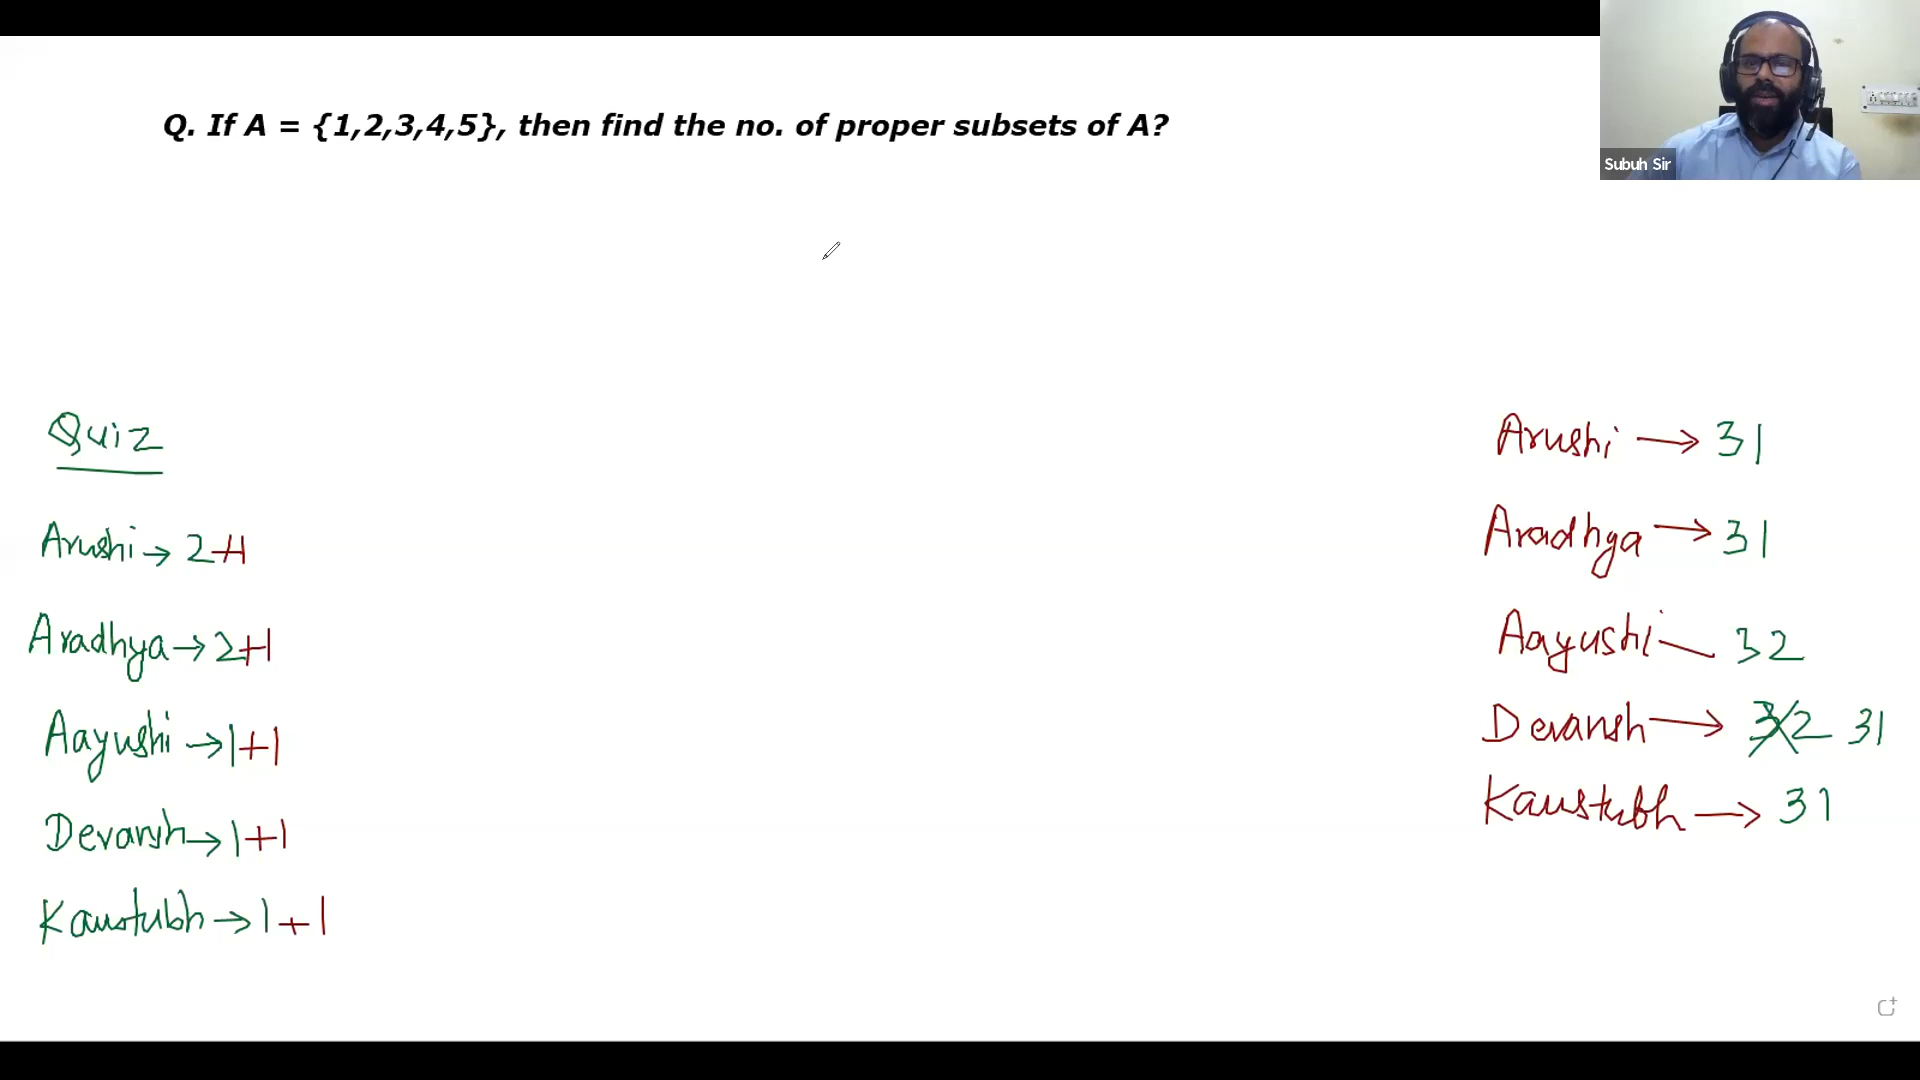 Q. If A = {1,2,3,4,5}, then find the no. of proper subsets of A?
Subuh Sir
Quiz
Arushi → 2+1
Aradhya → 2+1
Aayushi → 1+1
Devansh → 1+1
Kaustubh → 1+1
Arushi → 31
Aradhya → 31
Aayushi — 32
Devansh → 32 31
Kaustubh → 31